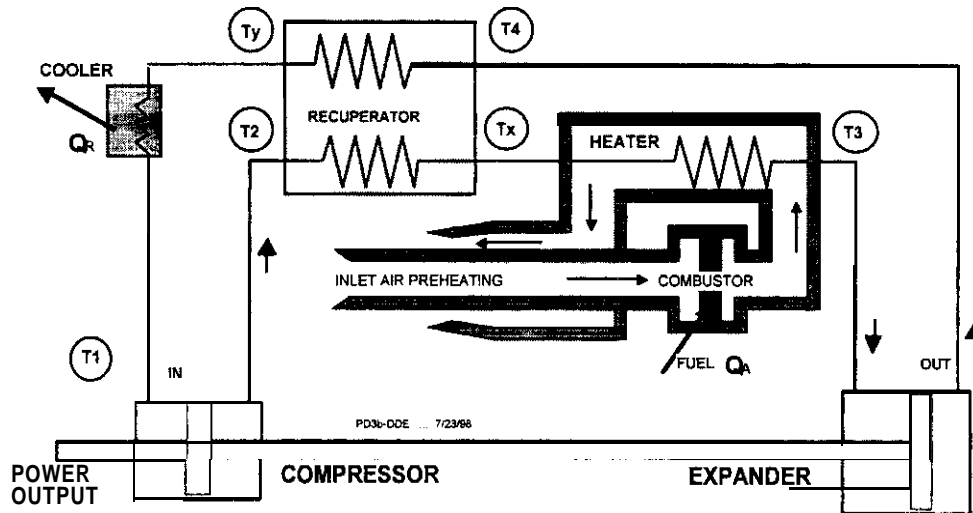 Ty
T4
COOLER
QR
T2
RECUPERATOR
Tx
HEATER
T3
INLET AIR PREHEATING
COMBUSTOR
T1
IN
FUEL QA
OUT
PD3b-DDE ... 7/23/98
POWER
OUTPUT
COMPRESSOR
EXPANDER